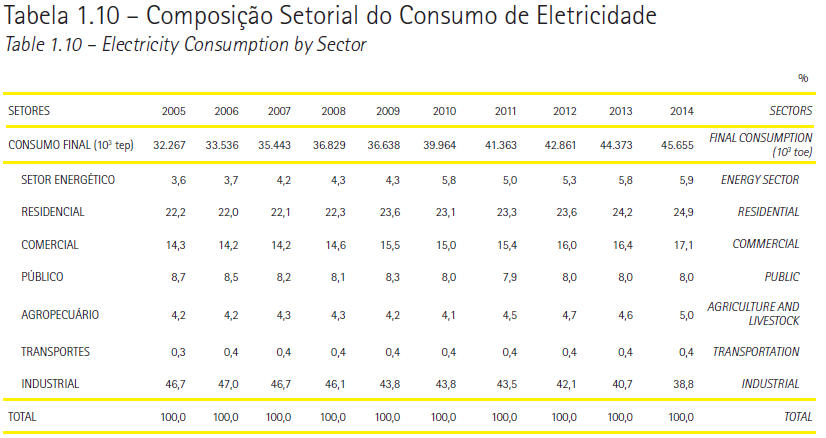 Tabela 1.10 – Composição Setorial do Consumo de Eletricidade
Table 1.10 – Electricity Consumption by Sector
%
SETORES 2005 2006 2007 2008 2009 2010 2011 2012 2013 2014 SECTORS
CONSUMO FINAL (10³ tep) 32.267 33.536 35.443 36.829 36.638 39.964 41.363 42.861 44.373 45.655 FINAL CONSUMPTION (10³ toe)
SETOR ENERGÉTICO 3,6 3,7 4,2 4,3 4,3 5,8 5,0 5,3 5,8 5,9 ENERGY SECTOR
RESIDENCIAL 22,2 22,0 22,1 22,3 23,6 23,1 23,3 23,6 24,2 24,9 RESIDENTIAL
COMERCIAL 14,3 14,2 14,2 14,6 15,5 15,0 15,4 16,0 16,4 17,1 COMMERCIAL
PÚBLICO 8,7 8,5 8,2 8,1 8,3 8,0 7,9 8,0 8,0 8,0 PUBLIC
AGROPECUÁRIO 4,2 4,2 4,3 4,3 4,2 4,1 4,5 4,7 4,6 5,0 AGRICULTURE AND LIVESTOCK
TRANSPORTES 0,3 0,4 0,4 0,4 0,4 0,4 0,4 0,4 0,4 0,4 TRANSPORTATION
INDUSTRIAL 46,7 47,0 46,7 46,1 43,8 43,8 43,5 42,1 40,7 38,8 INDUSTRIAL
TOTAL 100,0 100,0 100,0 100,0 100,0 100,0 100,0 100,0 100,0 100,0 TOTAL